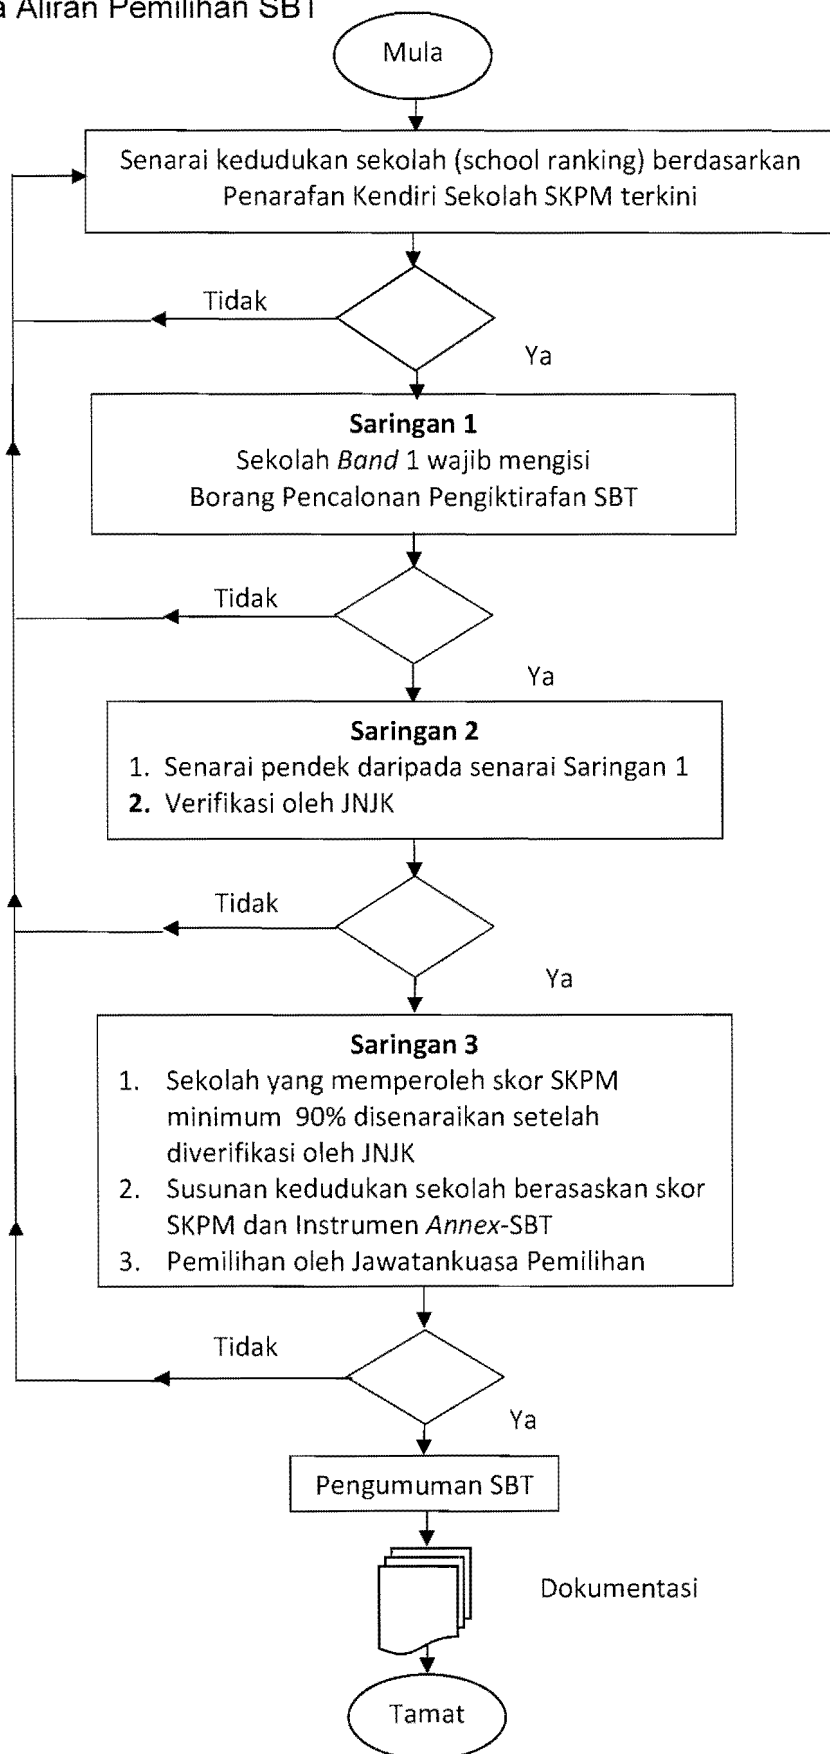 a Aliran Pemilihan SBT
Mula
Senarai kedudukan sekolah (school ranking) berdasarkan
Penarafan Kendiri Sekolah SKPM terkini
Tidak
Ya
Saringan 1
Sekolah Band 1 wajib mengisi
Borang Pencalonan Pengiktirafan SBT
Tidak
Ya
Saringan 2
1. Senarai pendek daripada senarai Saringan 1
2. Verifikasi oleh JNJK
Tidak
Ya
Saringan 3
1. Sekolah yang memperoleh skor SKPM
minimum 90% disenaraikan setelah
diverifikasi oleh JNJK
2. Susunan kedudukan sekolah berasaskan skor
SKPM dan Instrumen Annex-SBT
3. Pemilihan oleh Jawatankuasa Pemilihan
Tidak
Ya
Pengumuman SBT
Dokumentasi
Tamat